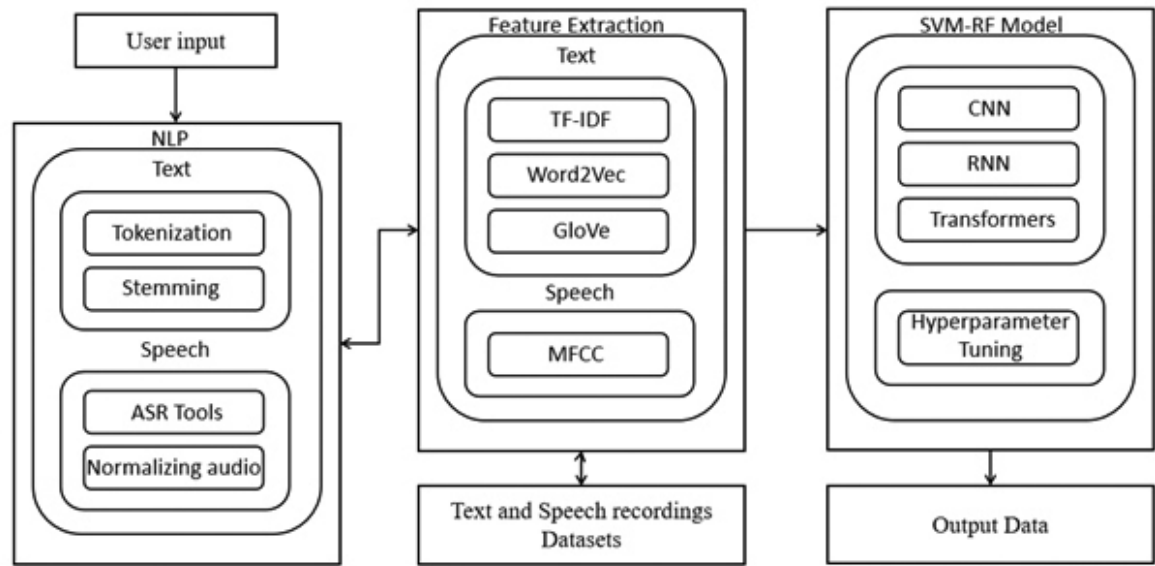 User input
NLP
Text
Tokenization
Stemming
Speech
ASR Tools
Normalizing audio
Feature Extraction
Text
TF-IDF
Word2Vec
GloVe
Speech
MFCC
Text and Speech recordings
Datasets
SVM-RF Model
CNN
RNN
Transformers
Hyperparameter
Tuning
Output Data